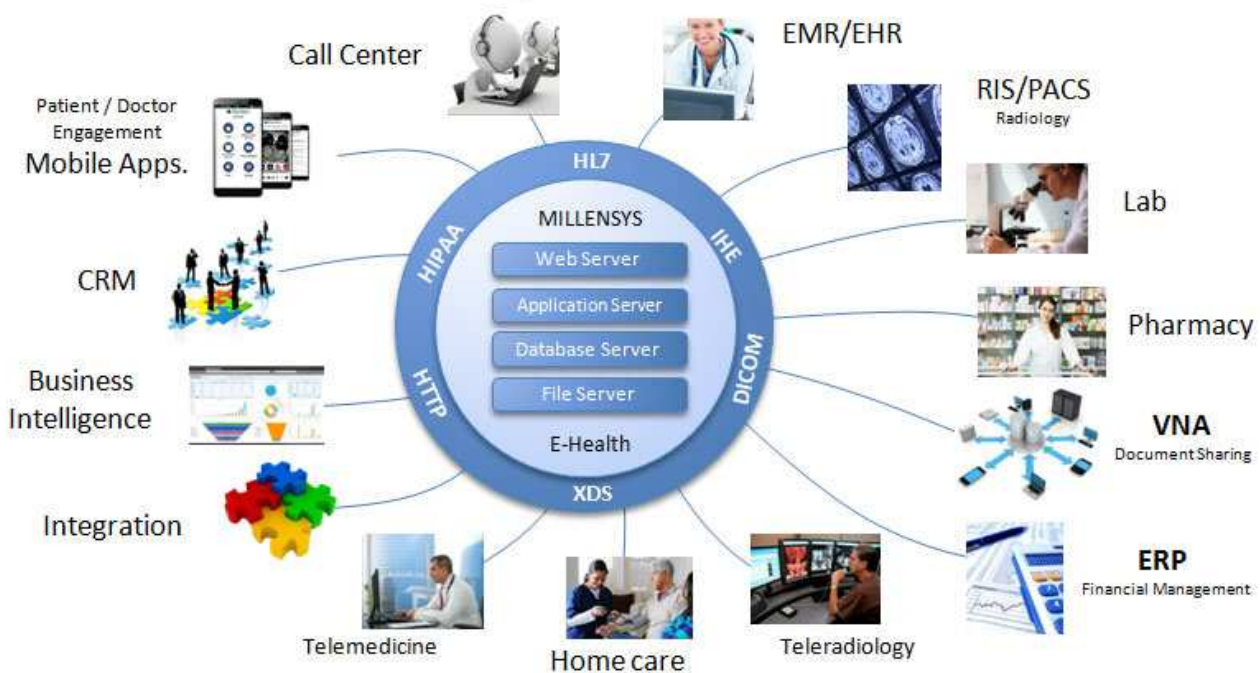 Call Center
EMR/EHR
RIS/PACS
Radiology
Patient / Doctor
Engagement
Mobile Apps.
Lab
CRM
Pharmacy
Business
Intelligence
VNA
Document Sharing
Integration
ERP
Financial Management
Telemedicine
Home care
Teleradiology
HL7
IHE
DICOM
XDS
HTTP
HIPAA
MILLENSYS
Web Server
Application Server
Database Server
File Server
E-Health